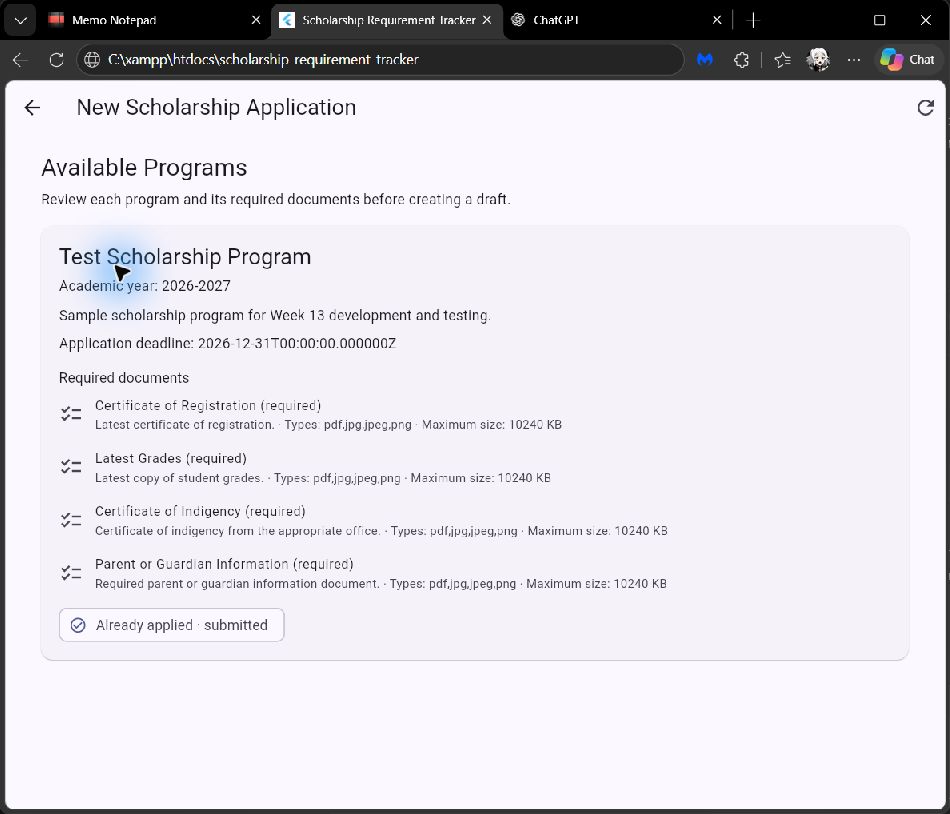 Memo Notepad
Scholarship Requirement Tracker
ChatGPT
C:\xampp\htdocs\scholarship-requirement-tracker
Chat
New Scholarship Application
Available Programs
Review each program and its required documents before creating a draft.
Test Scholarship Program
Academic year: 2026-2027
Sample scholarship program for Week 13 development and testing.
Application deadline: 2026-12-31T00:00:00.000000Z
Required documents
Certificate of Registration (required)
Latest certificate of registration. · Types: pdf,jpg,jpeg,png · Maximum size: 10240 KB
Latest Grades (required)
Latest copy of student grades. · Types: pdf,jpg,jpeg,png · Maximum size: 10240 KB
Certificate of Indigency (required)
Certificate of indigency from the appropriate office. · Types: pdf,jpg,jpeg,png · Maximum size: 10240 KB
Parent or Guardian Information (required)
Required parent or guardian information document. · Types: pdf,jpg,jpeg,png · Maximum size: 10240 KB
Already applied · submitted